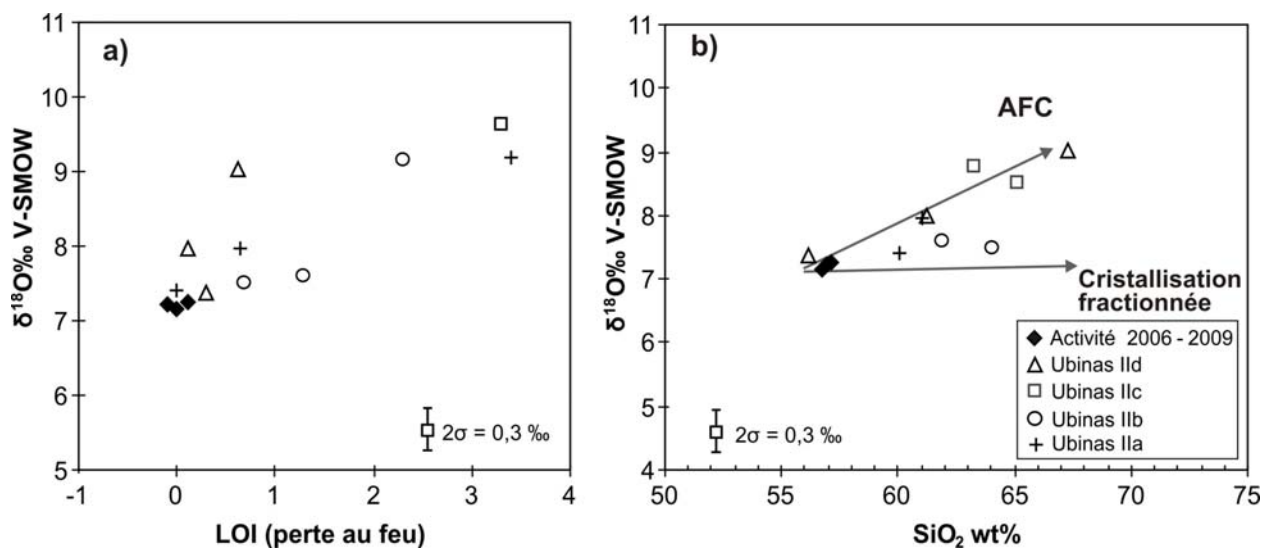 a)
11
10
9
8
7
6
5
δ¹⁸O‰ V-SMOW
2σ = 0,3 ‰
-1 0 1 2 3 4
LOI (perte au feu)
b)
11
10
9
8
7
6
5
4
δ¹⁸O‰ V-SMOW
AFC
Cristallisation
fractionnée
Activité 2006 - 2009
Ubinas IId
Ubinas IIc
Ubinas IIb
Ubinas IIa
2σ = 0,3 ‰
50 55 60 65 70 75
SiO₂ wt%